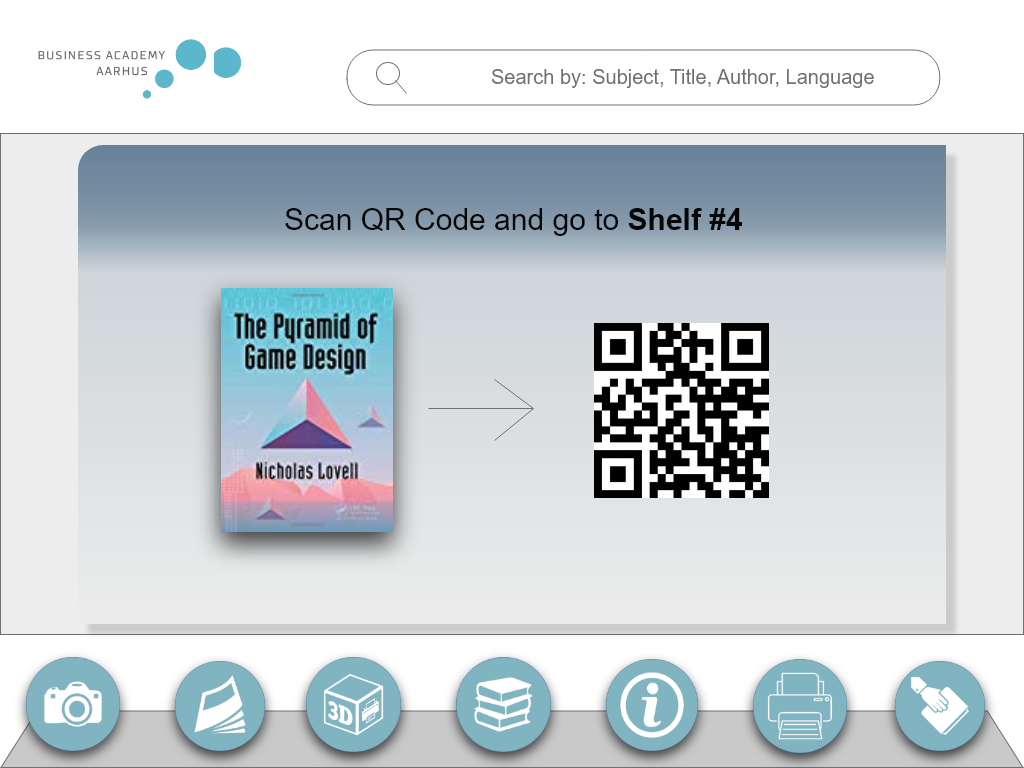 BUSINESS ACADEMY
AARHUS
Search by: Subject, Title, Author, Language
Scan QR Code and go to Shelf #4
The Pyramid of
Game Design
Nicholas Lovell
3D